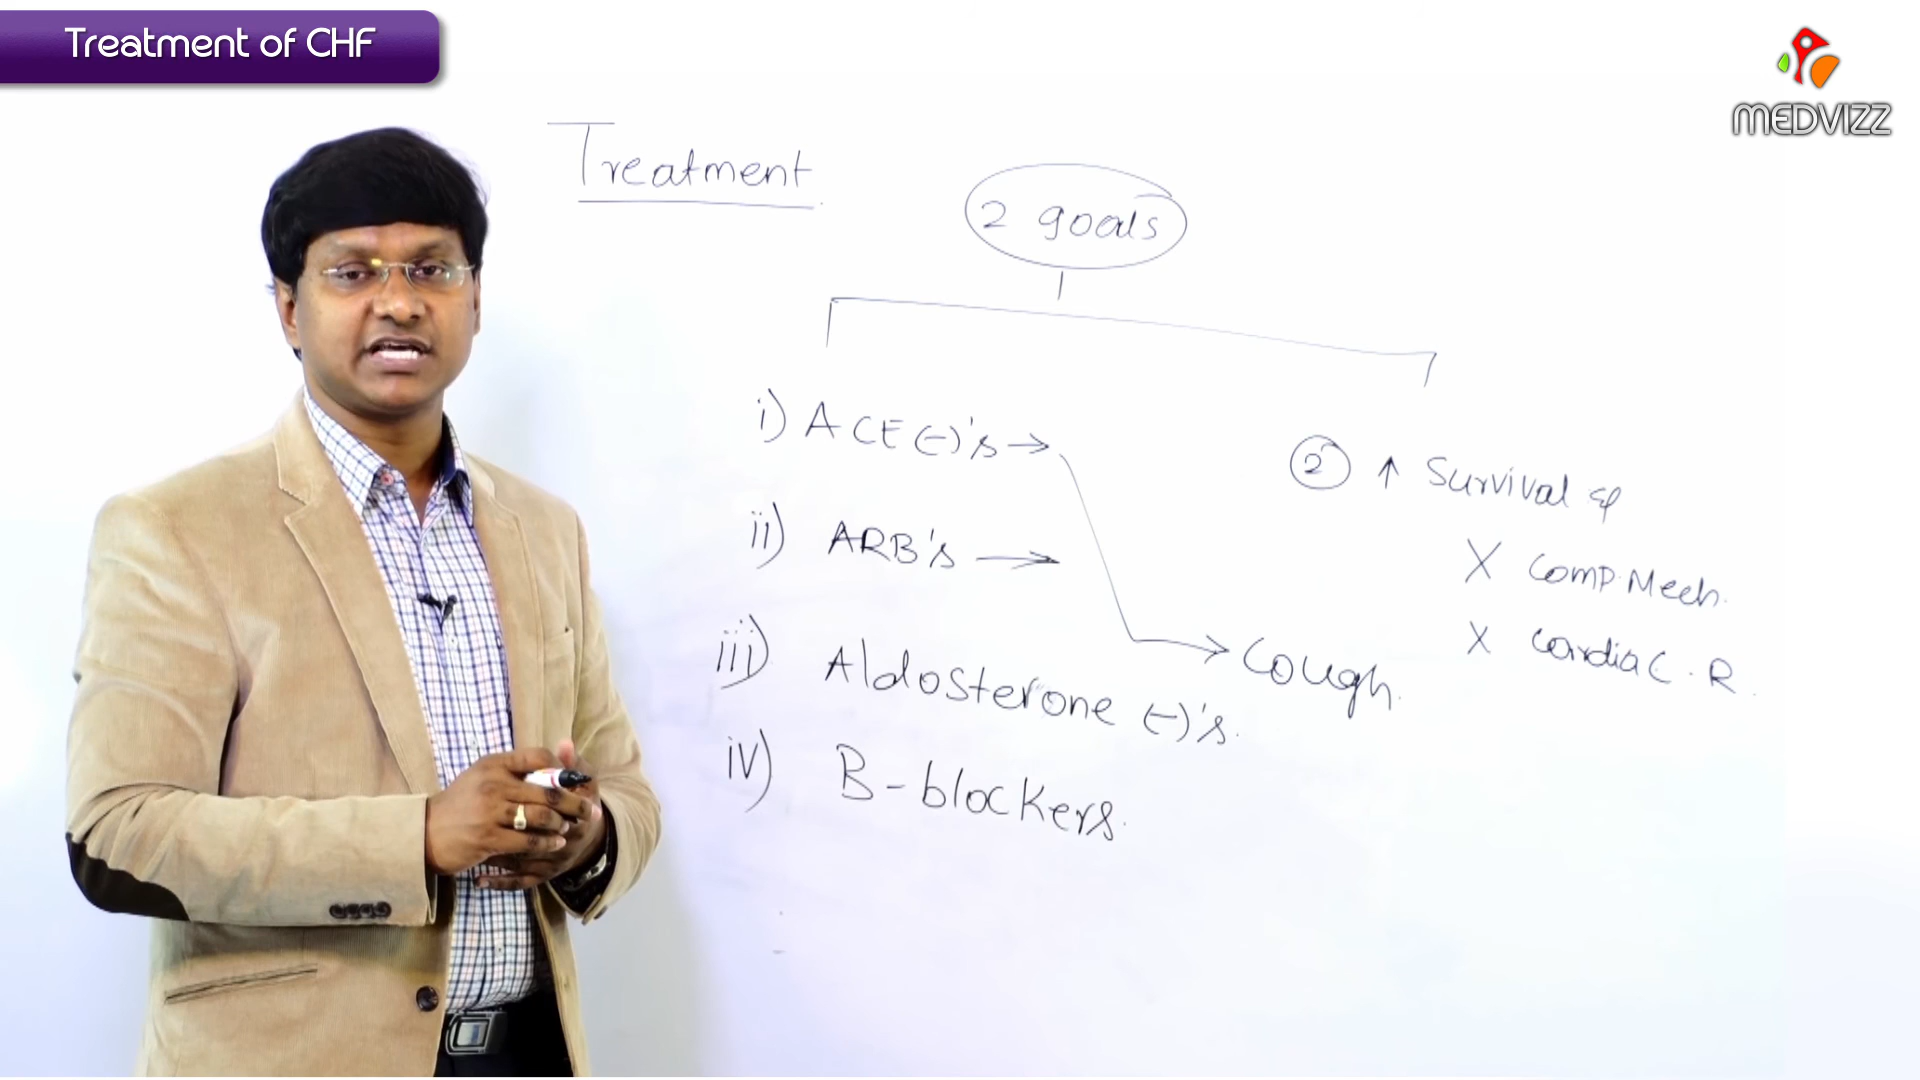 Treatment of CHF
MEDVIZZ
Treatment
2 goals
i) ACE (-)'s →
ii) ARB's →
→ Cough.
iii) Aldosterone (-)'s.
iv) B-blockers.
② ↑ Survival
X Comp. Mech.
X Cardiac. R.